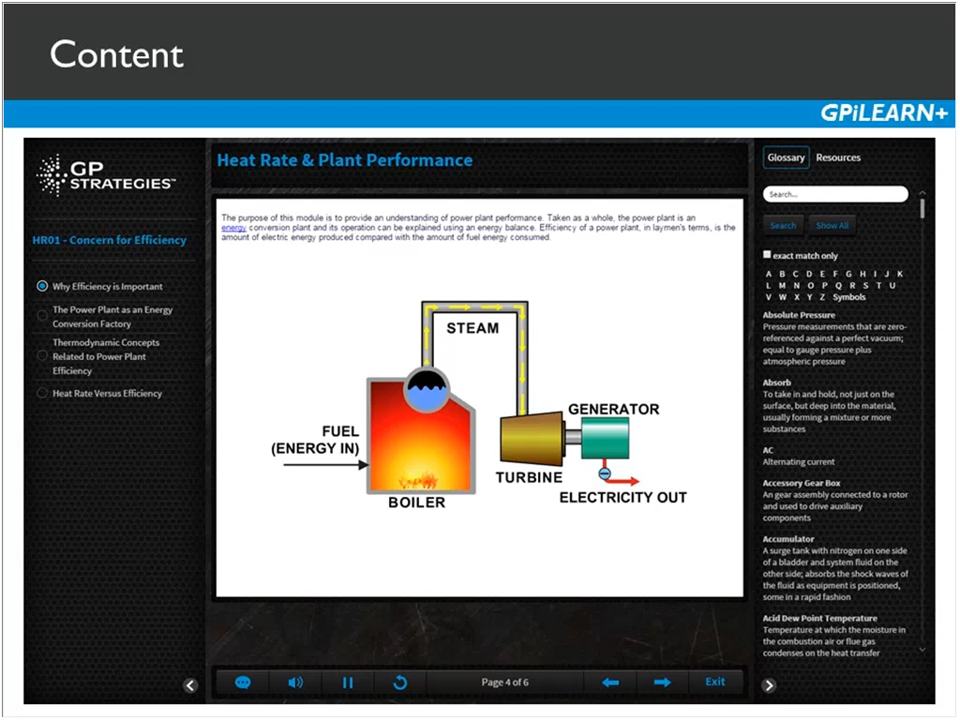 Content
GPiLEARN+
GP
STRATEGIES™
HR01 - Concern for Efficiency
Why Efficiency is Important
The Power Plant as an Energy
Conversion Factory
Thermodynamic Concepts
Related to Power Plant
Efficiency
Heat Rate Versus Efficiency
Heat Rate & Plant Performance
The purpose of this module is to provide an understanding of power plant performance. Taken as a whole, the power plant is an
energy conversion plant and its operation can be explained using an energy balance. Efficiency of a power plant, in laymen's terms, is the
amount of electric energy produced compared with the amount of fuel energy consumed.
STEAM
FUEL
(ENERGY IN)
BOILER
TURBINE
GENERATOR
ELECTRICITY OUT
Page 4 of 6
Exit
Glossary Resources
Search...
Search Show All
exact match only
A B C D E F G H I J K
L M N O P Q R S T U
V W X Y Z Symbols
Absolute Pressure
Pressure measurements that are zero-
referenced against a perfect vacuum;
equal to gauge pressure plus
atmospheric pressure
Absorb
To take in and hold, not just on the
surface, but deep into the material,
usually forming a mixture or more
substances
AC
Alternating current
Accessory Gear Box
An gear assembly connected to a rotor
and used to drive auxiliary
components
Accumulator
A surge tank with nitrogen on one side
of a bladder and system fluid on the
other side; absorbs the shock waves of
the fluid as equipment is positioned,
some in a rapid fashion
Acid Dew Point Temperature
Temperature at which the moisture in
the combustion air or flue gat
condenses on the heat transfer